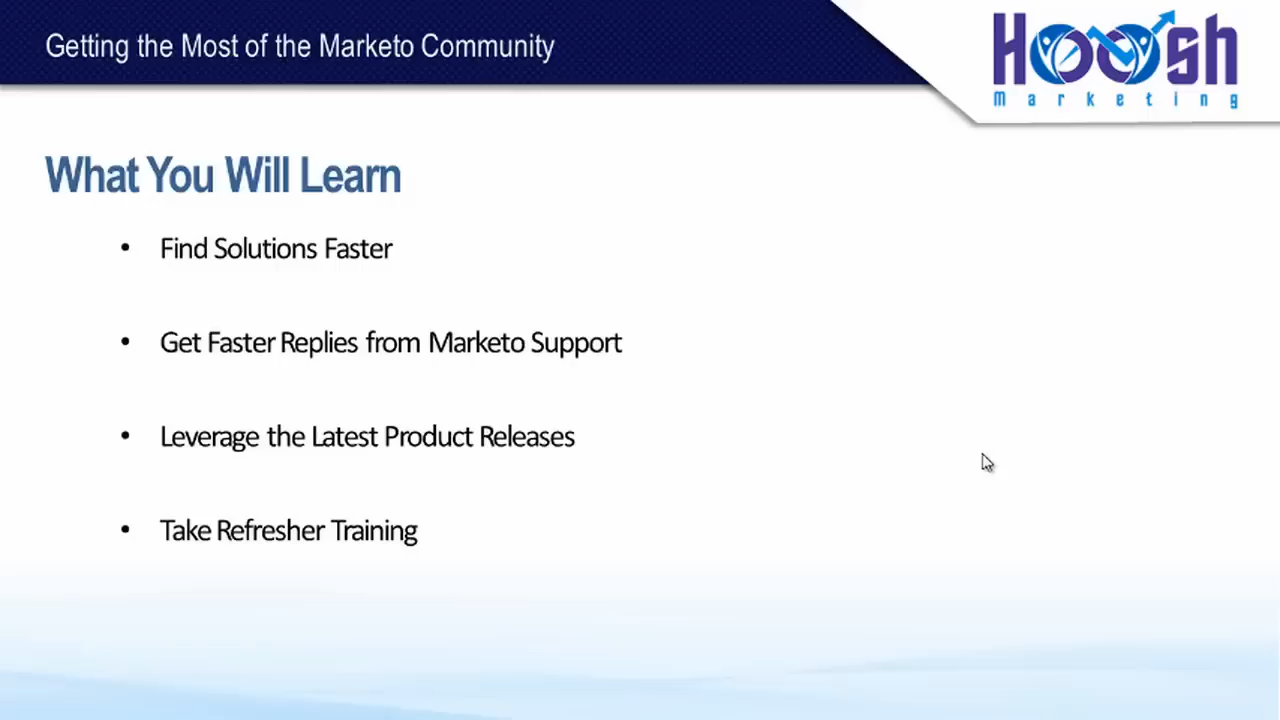 Getting the Most of the Marketo Community
Hoosh
Marketing
What You Will Learn
• Find Solutions Faster
• Get Faster Replies from Marketo Support
• Leverage the Latest Product Releases
• Take Refresher Training